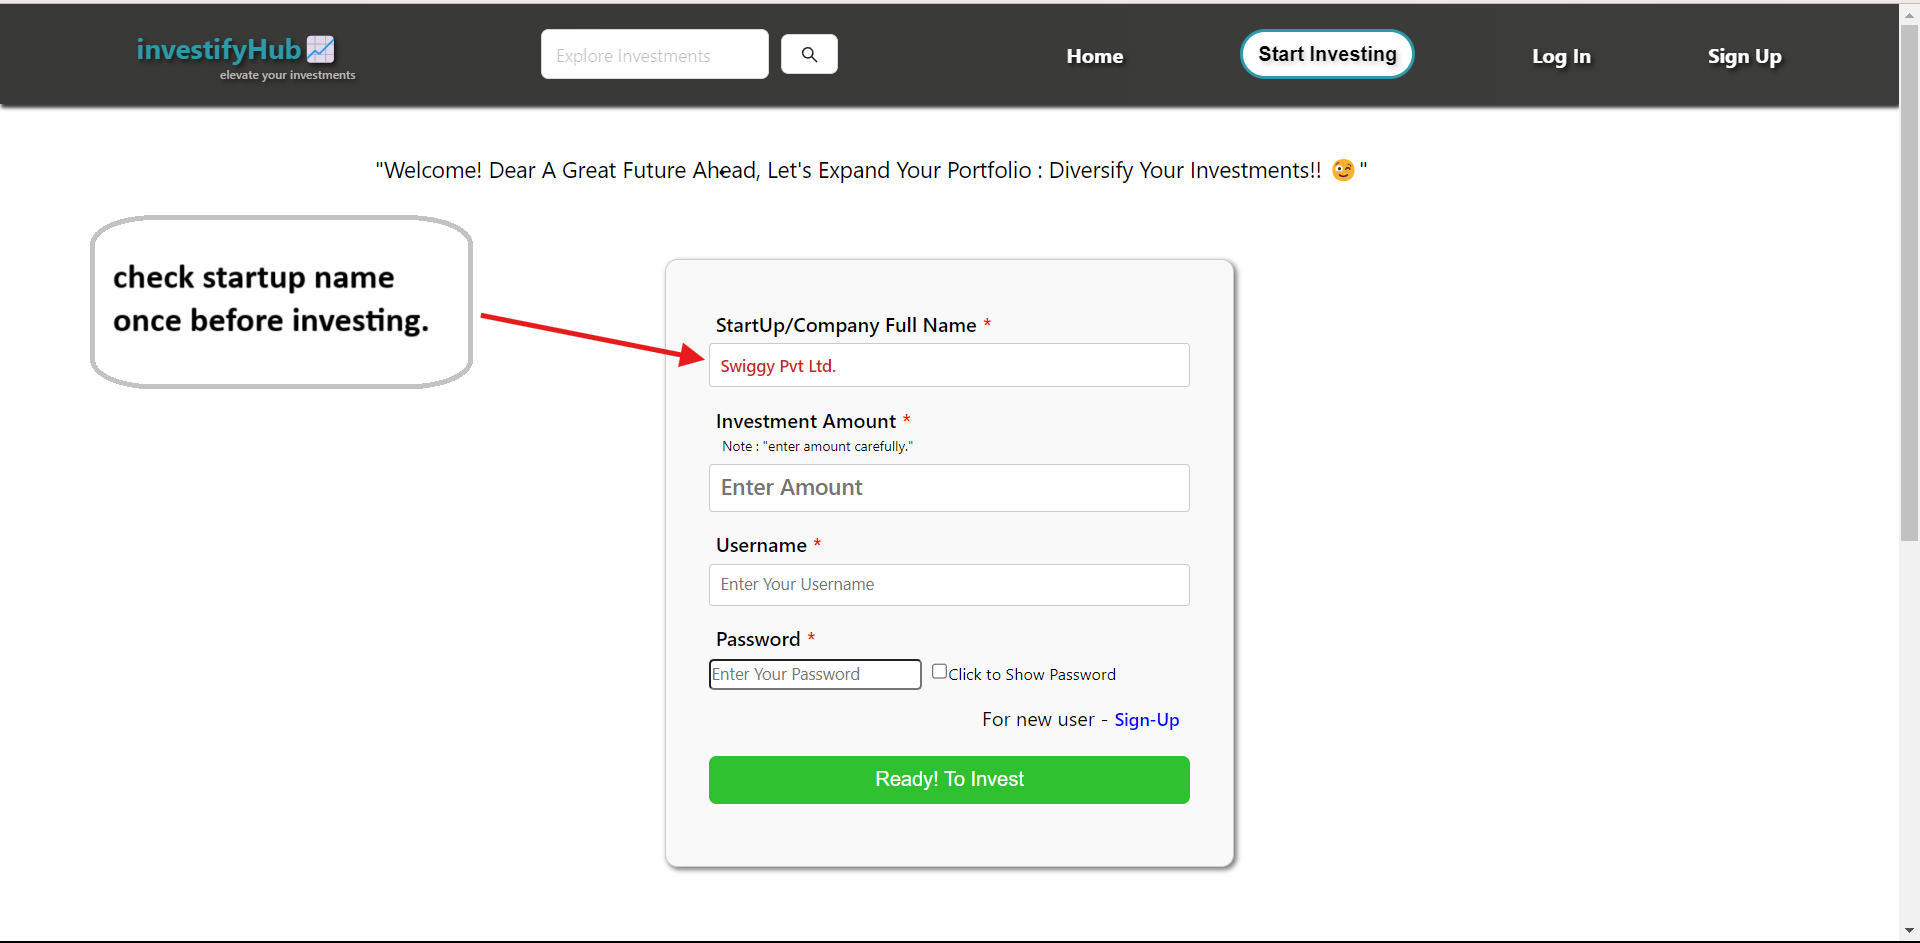 investifyHub
elevate your investments
Explore Investments
Home
Start Investing
Log In
Sign Up
"Welcome! Dear A Great Future Ahead, Let's Expand Your Portfolio : Diversify Your Investments!! 😉"
check startup name
once before investing.
StartUp/Company Full Name *
Swiggy Pvt Ltd.
Investment Amount *
Note : "enter amount carefully."
Enter Amount
Username *
Enter Your Username
Password *
Enter Your Password
Click to Show Password
For new user - Sign-Up
Ready! To Invest